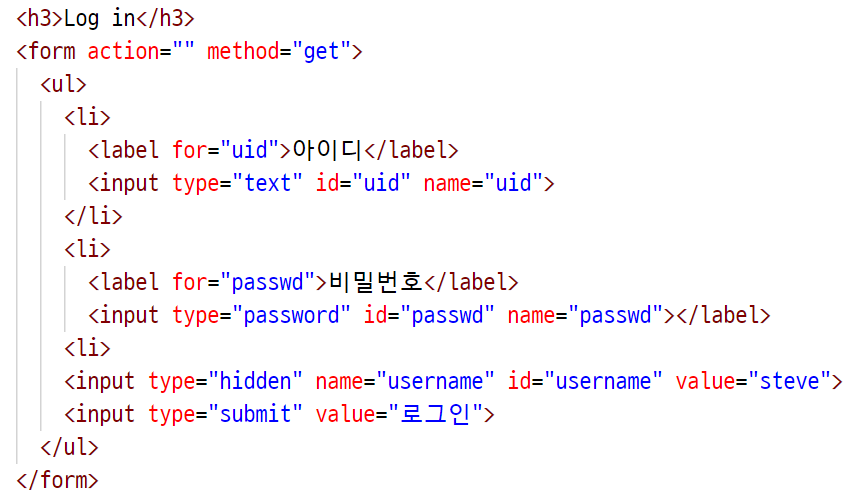 <h3>Log in</h3>
<form action="" method="get">
<ul>
<li>
<label for="uid">아이디</label>
<input type="text" id="uid" name="uid">
</li>
<li>
<label for="passwd">비밀번호</label>
<input type="password" id="passwd" name="passwd"></label>
<li>
<input type="hidden" name="username" id="username" value="steve">
<input type="submit" value="로그인">
</ul>
</form>